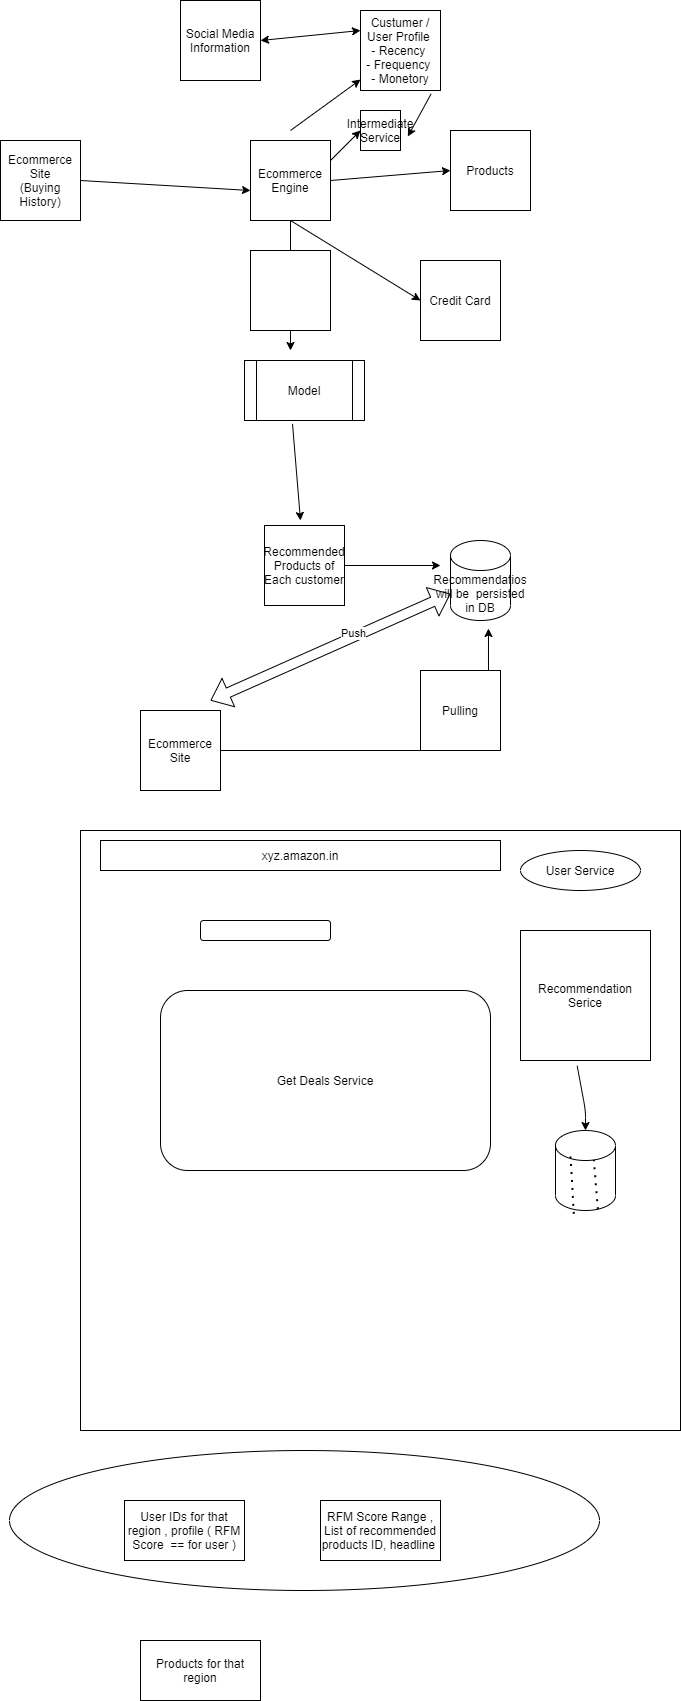 Social Media
Information
Custumer /
User Profile
- Recency
- Frequency
- Monetory
Intermediate
Service
Ecommerce
Site
(Buying
History)
Ecommerce
Engine
Products
Credit Card
Model
Recommended
Products of
Each customer
Recommendatios
will be persisted
in DB
Push
Pulling
Ecommerce
Site
xyz.amazon.in
User Service
Recommendation
Serice
Get Deals Service
User IDs for that
region , profile ( RFM
Score == for user )
RFM Score Range ,
List of recommended
products ID, headline
Products for that
region